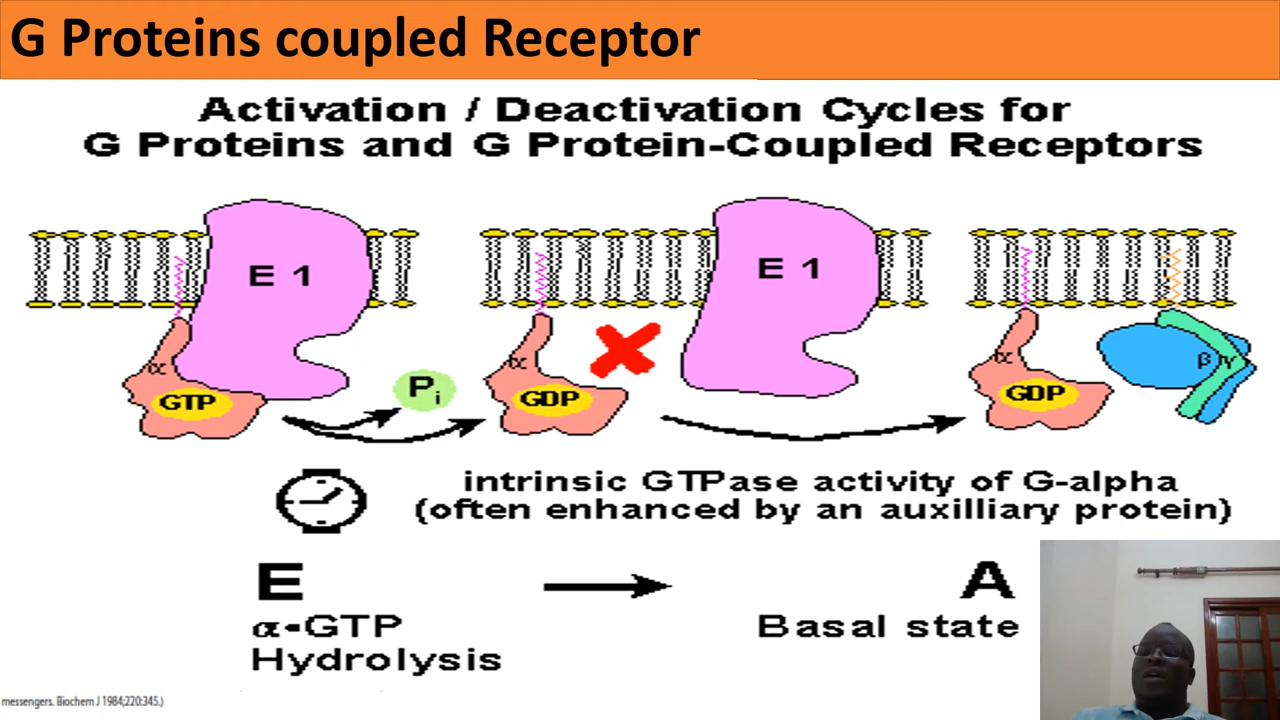 G Proteins coupled Receptor
Activation / Deactivation Cycles for
G Proteins and G Protein-Coupled Receptors
E 1
E 1
α
GTP
Pi
α
GDP
α
GDP
β γ
intrinsic GTPase activity of G-alpha
(often enhanced by an auxilliary protein)
E
A
α-GTP
Hydrolysis
Basal state
messengers. Biochem J 1984;220:345.)